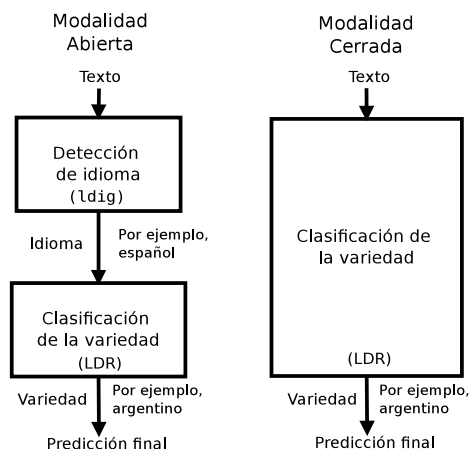 Modalidad
Abierta
Texto
Detección
de idioma
(ldig)
Idioma
Por ejemplo,
español
Clasificación
de la variedad
(LDR)
Variedad
Por ejemplo,
argentino
Predicción final
Modalidad
Cerrada
Texto
Clasificación de
la variedad
(LDR)
Variedad
Por ejemplo,
argentino
Predicción final